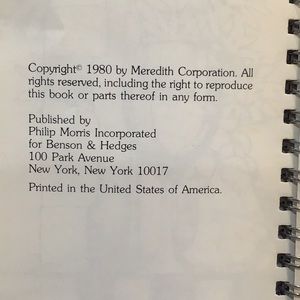 Copyright© 1980 by Meredith Corporation. All
rights reserved, including the right to reproduce
this book or parts thereof in any form.
Published by
Philip Morris Incorporated
for Benson & Hedges
100 Park Avenue
New York, New York 10017
Printed in the United States of America.